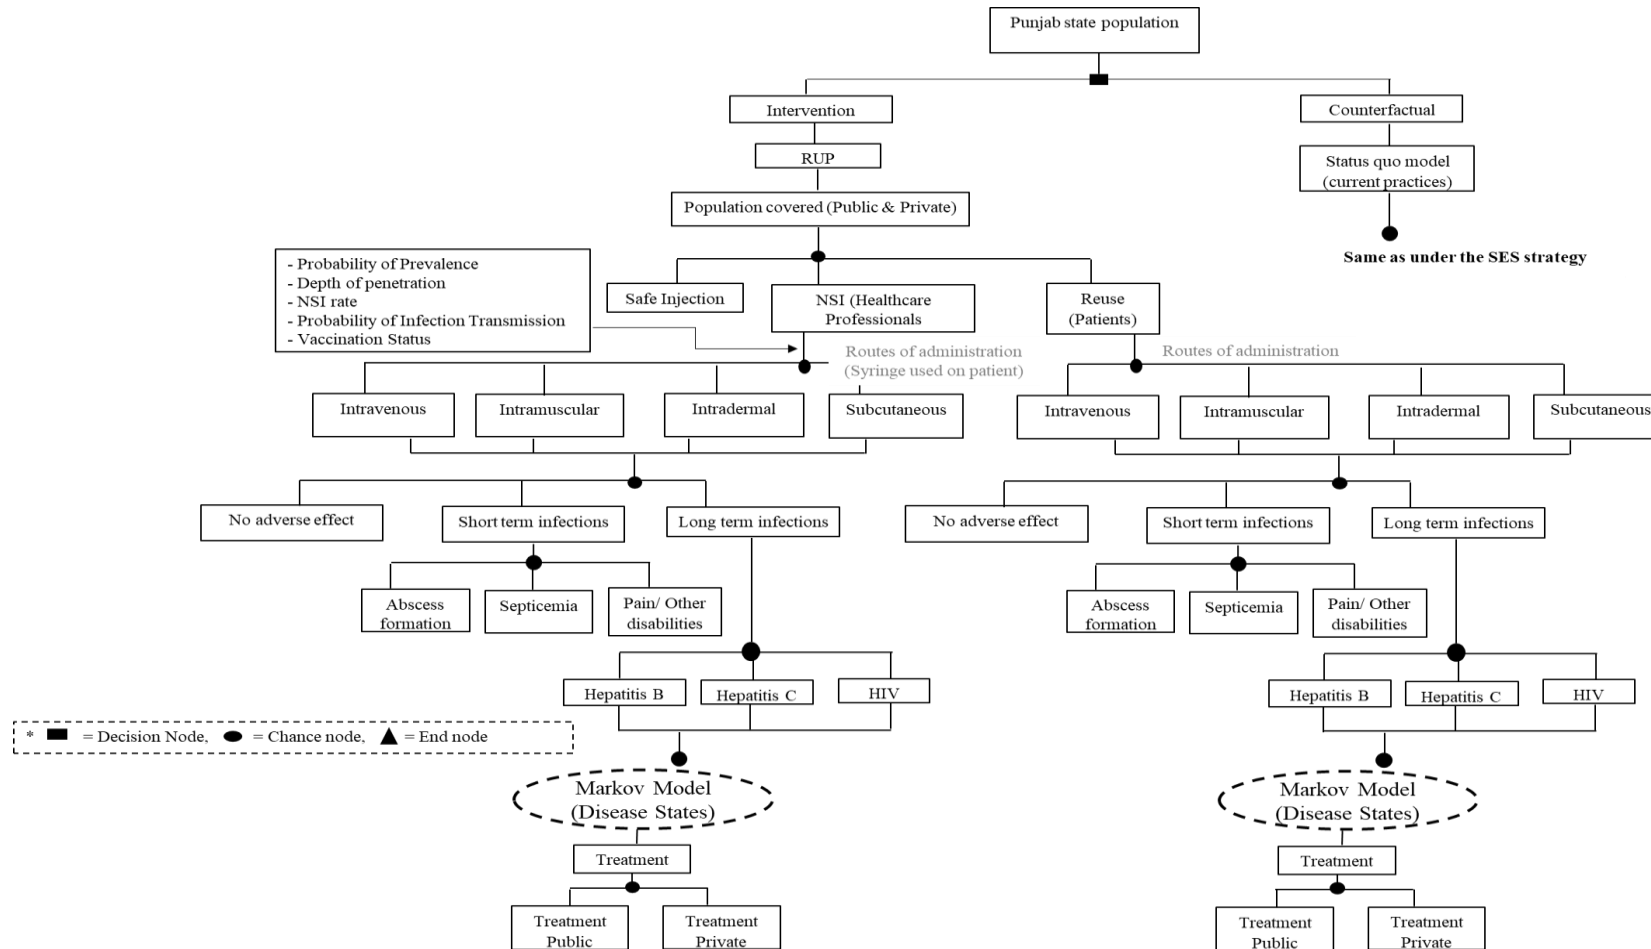 Punjab state population
Intervention
Counterfactual
RUP
Status quo model
(current practices)
Population covered (Public & Private)
Same as under the SES strategy
- Probability of Prevalence
- Depth of penetration
- NSI rate
- Probability of Infection Transmission
- Vaccination Status
Safe Injection
NSI (Healthcare
Professionals
Reuse
(Patients)
Routes of administration
(Syringe used on patient)
Routes of administration
Intravenous
Intramuscular
Intradermal
Subcutaneous
Intravenous
Intramuscular
Intradermal
Subcutaneous
No adverse effect
Short term infections
Long term infections
No adverse effect
Short term infections
Long term infections
Abscess
formation
Septicemia
Pain/ Other
disabilities
Abscess
formation
Septicemia
Pain/ Other
disabilities
Hepatitis B
Hepatitis C
HIV
Hepatitis B
Hepatitis C
HIV
* = Decision Node, = Chance node, = End node
Markov Model
(Disease States)
Markov Model
(Disease States)
Treatment
Treatment
Treatment
Public
Treatment
Private
Treatment
Public
Treatment
Private